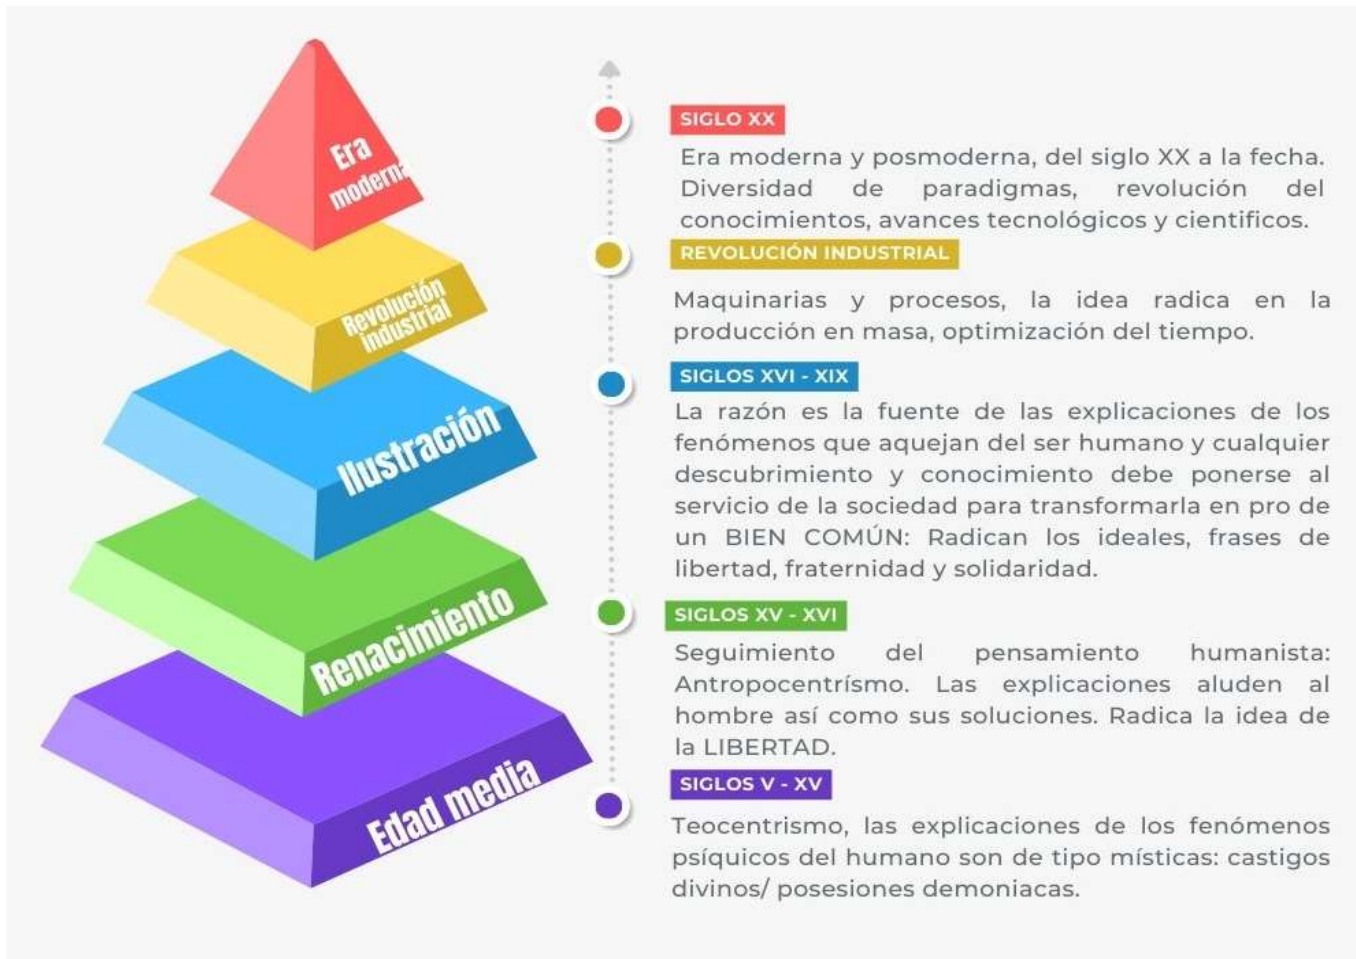 Era
moderna
Revolución
industrial
Ilustración
Renacimiento
Edad media
SIGLO XX
Era moderna y posmoderna, del siglo XX a la fecha.
Diversidad de paradigmas, revolución del
conocimientos, avances tecnológicos y cientificos.
REVOLUCIÓN INDUSTRIAL
Maquinarias y procesos, la idea radica en la
producción en masa, optimización del tiempo.
SIGLOS XVI - XIX
La razón es la fuente de las explicaciones de los
fenómenos que aquejan del ser humano y cualquier
descubrimiento y conocimiento debe ponerse al
servicio de la sociedad para transformarla en pro de
un BIEN COMÚN: Radican los ideales, frases de
libertad, fraternidad y solidaridad.
SIGLOS XV - XVI
Seguimiento del pensamiento humanista:
Antropocentrísmo. Las explicaciones aluden al
hombre así como sus soluciones. Radica la idea de
la LIBERTAD.
SIGLOS V - XV
Teocentrismo, las explicaciones de los fenómenos
psíquicos del humano son de tipo místicas: castigos
divinos/ posesiones demoniacas.